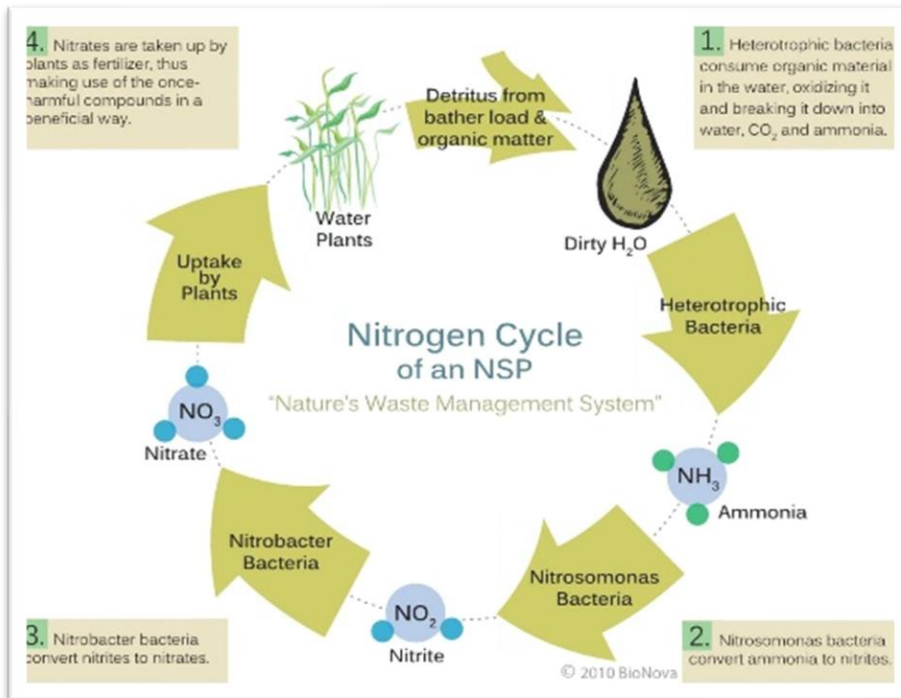 4. Nitrates are taken up by
plants as fertilizer, thus
making use of the once-
harmful compounds in a
beneficial way.
Detritus from
bather load &
organic matter
1. Heterotrophic bacteria
consume organic material
in the water, oxidizing it
and breaking it down into
water, CO₂ and ammonia.
Water
Plants
Dirty H₂O
Uptake
by
Plants
Heterotrophic
Bacteria
Nitrogen Cycle
of an NSP
"Nature's Waste Management System"
NO₃
Nitrate
NH₃
Ammonia
Nitrobacter
Bacteria
Nitrosomonas
Bacteria
NO₂
Nitrite
3. Nitrobacter bacteria
convert nitrites to nitrates.
2. Nitrosomonas bacteria
convert ammonia to nitrites.
© 2010 BioNova